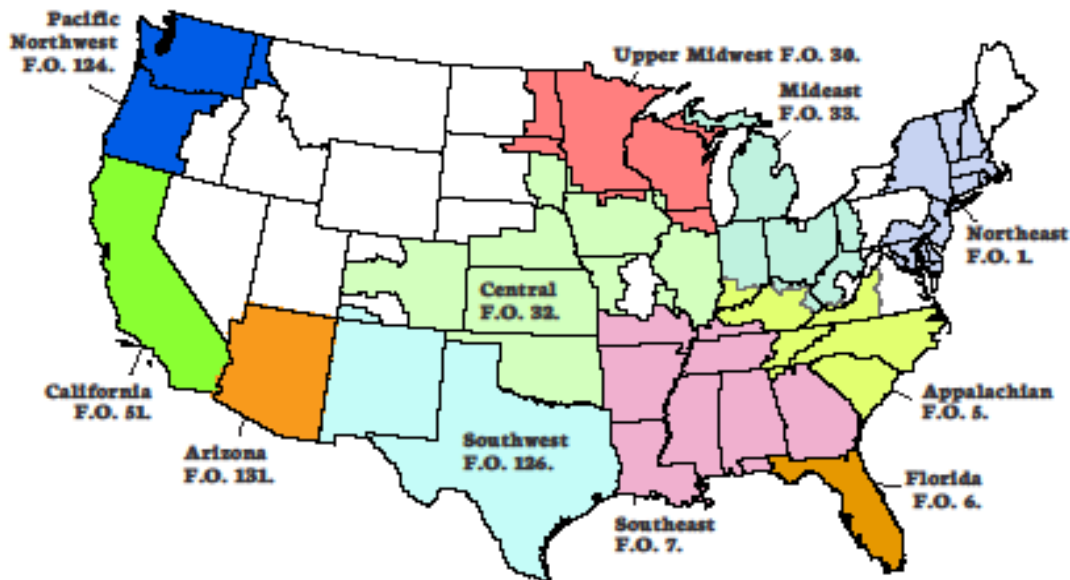 Pacific
Northwest
F.O. 124.
Upper Midwest F.O. 30.
Mideast
F.O. 33.
Northeast
F.O. 1.
Central
F.O. 32.
California
F.O. 51.
Appalachian
F.O. 5.
Arizona
F.O. 131.
Southwest
F.O. 126.
Florida
F.O. 6.
Southeast
F.O. 7.